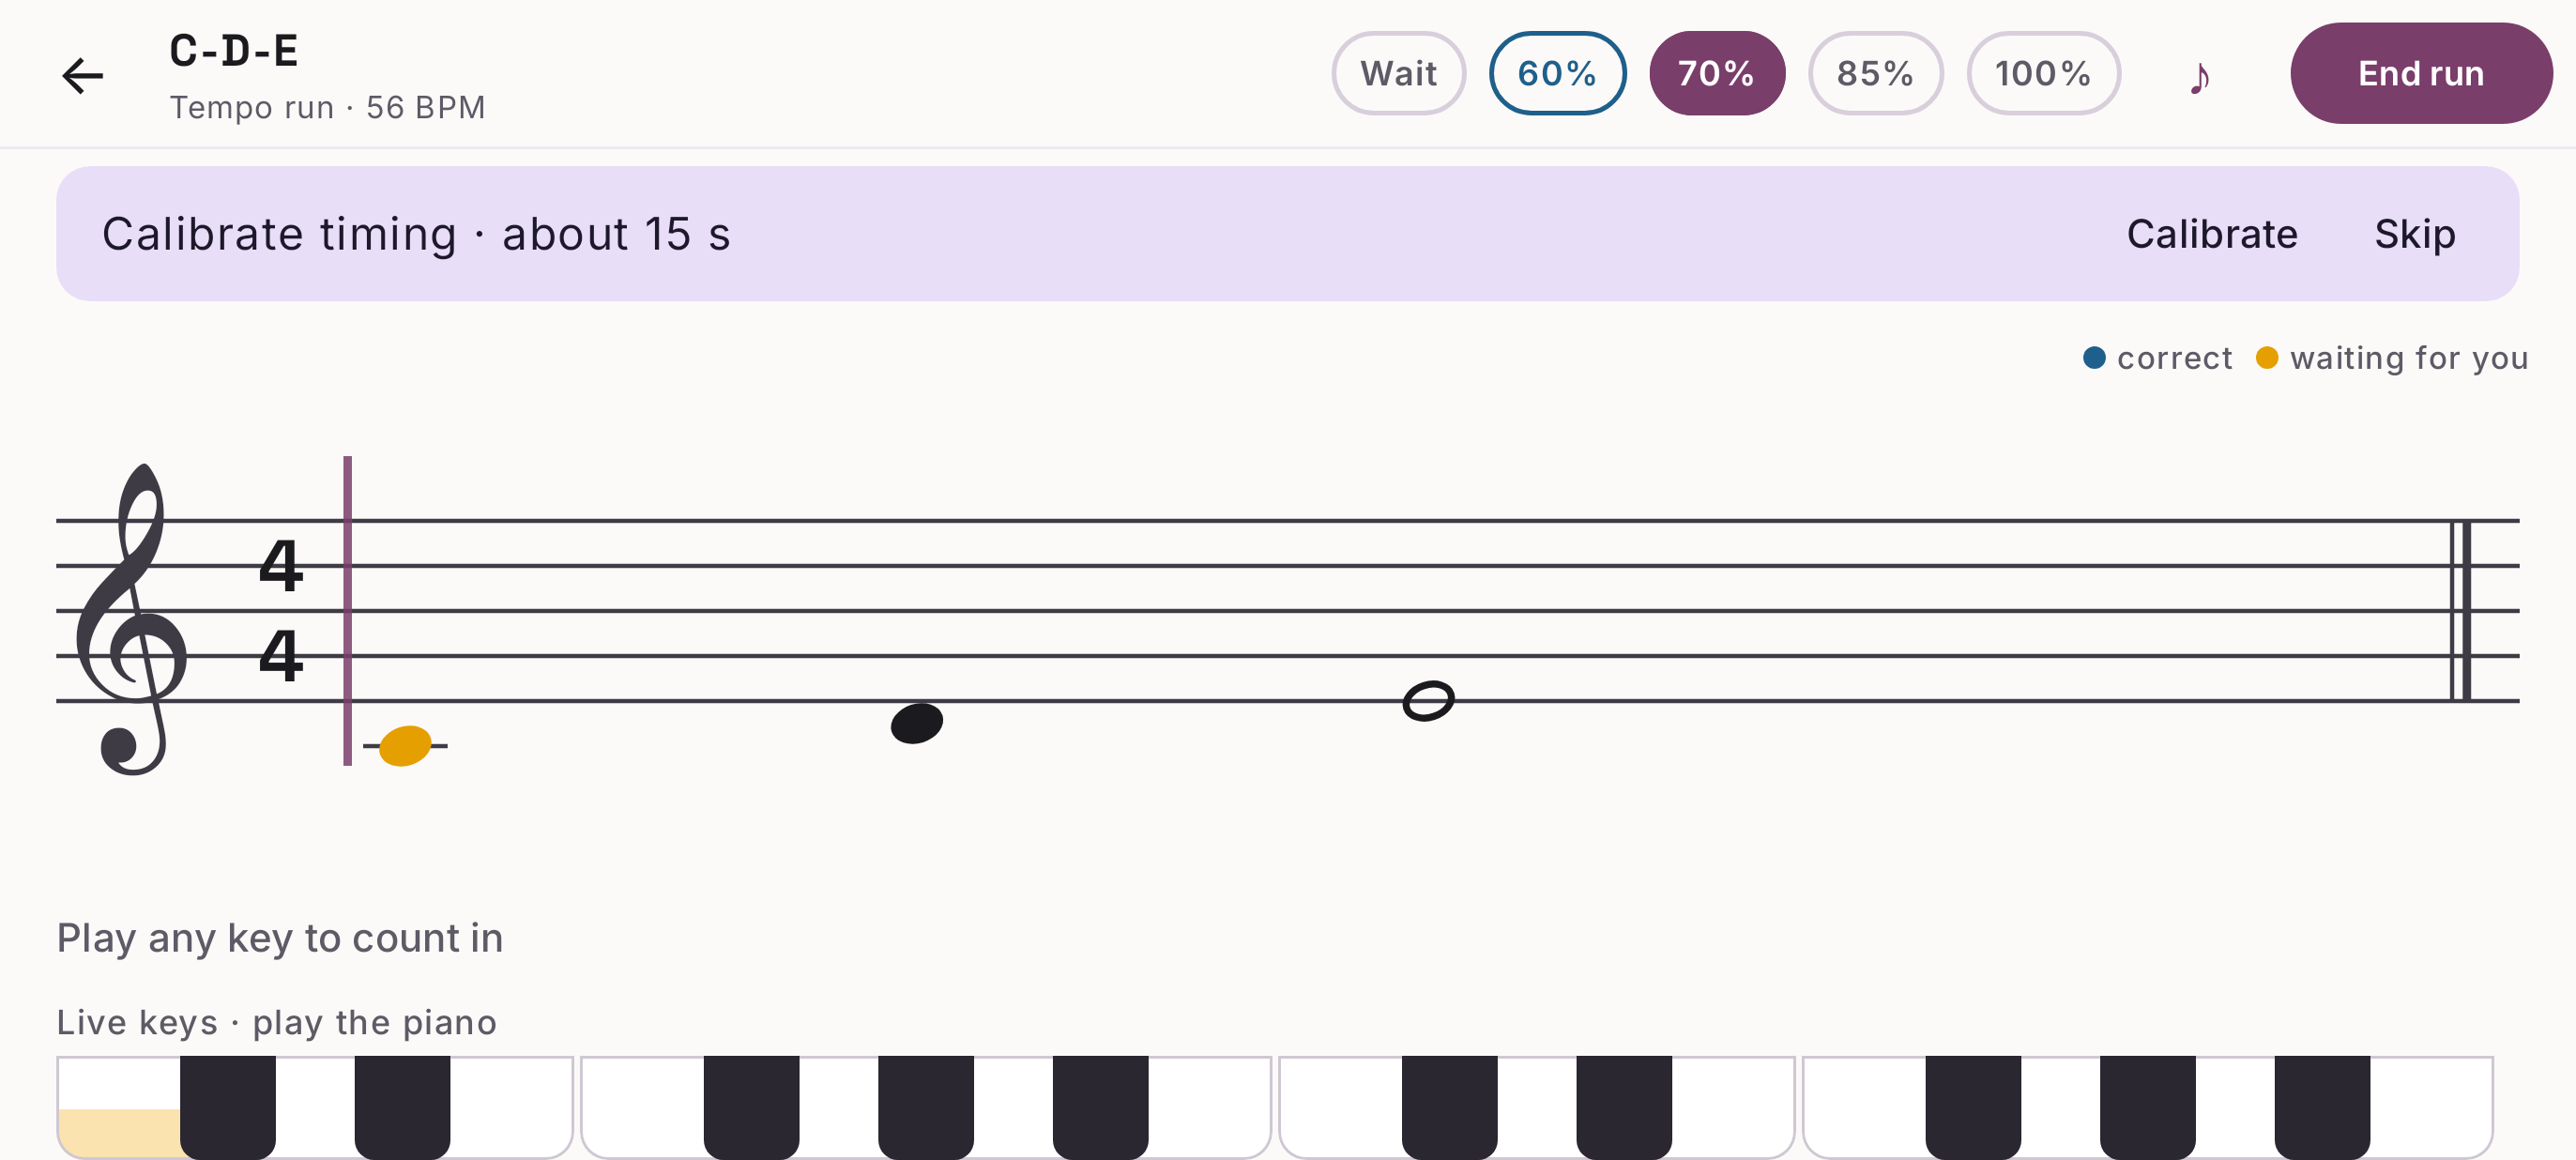 C-D-E
Tempo run · 56 BPM
Wait 60% 70% 85% 100% ♪ End run
Calibrate timing · about 15 s Calibrate Skip
correct waiting for you
4
4
Play any key to count in
Live keys · play the piano